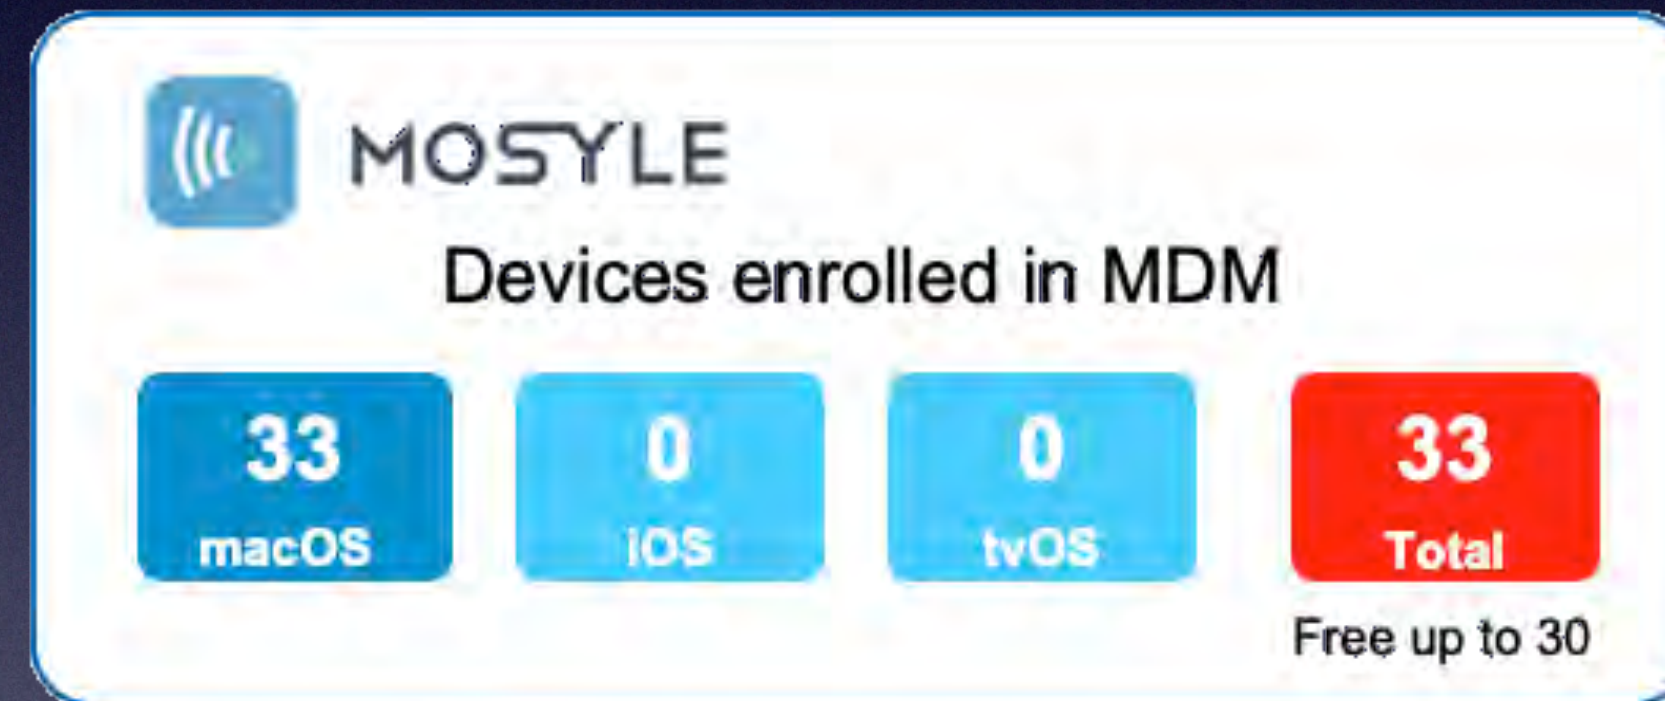 MOSYLE
Devices enrolled in MDM
33 0 0 33
macOS iOS tvOS Total
Free up to 30